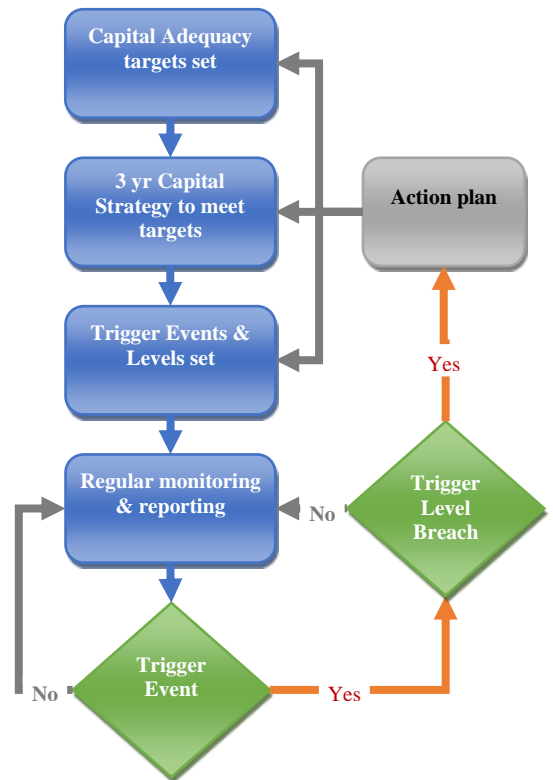 Capital Adequacy
targets set
3 yr Capital
Strategy to meet
targets
Action plan
Trigger Events &
Levels set
Yes
Regular monitoring
& reporting
No
Trigger
Level
Breach
Trigger
Event
No
Yes